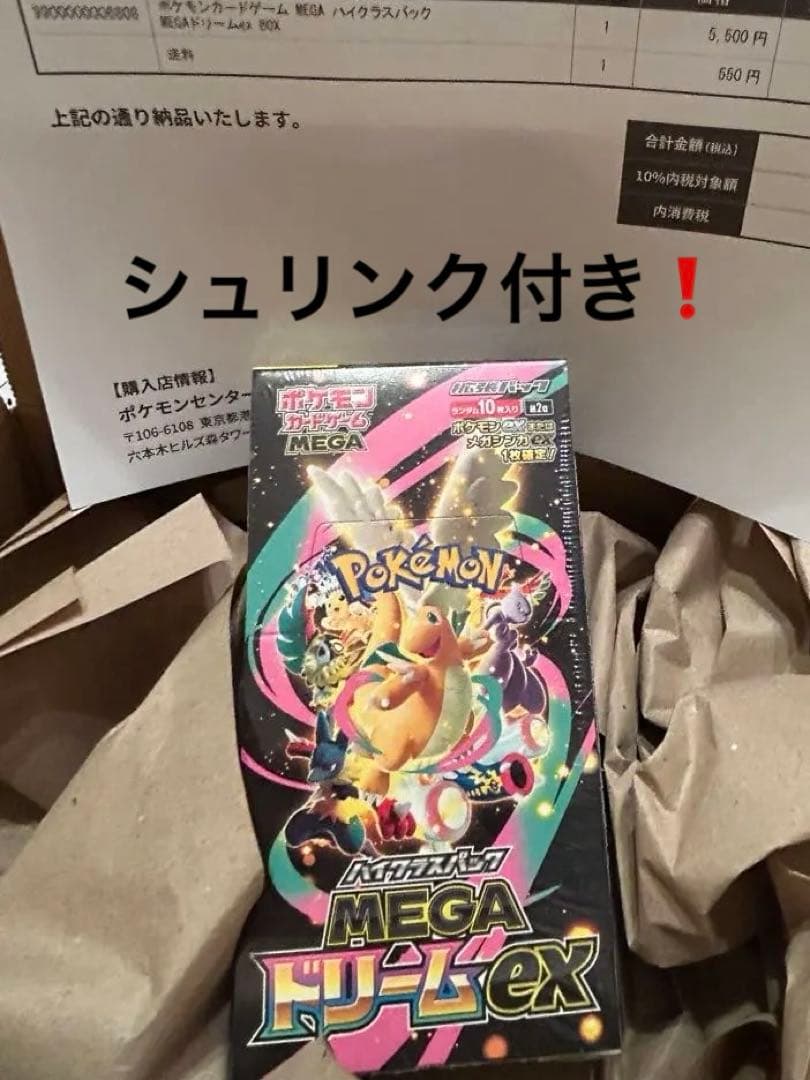 ポケモンカードゲーム MEGA ハイクラスパック
MEGAドリームex BOX
1
5,500円
送料
1
550円
上記の通り納品いたします。
合計金額(税込)
10%内税対象額
内消費税
シュリンク付き❗
【購入店情報】
ポケモンセンター
〒106-6108 東京都港
六本木ヒルズ森タワー
ポケモン
カードゲーム
MEGA
拡張パック
ランダム10枚入り
ポケモンexまたは
メガシンカex
1枚確定!!
POKéMON
ハイクラスパック
MEGA
ドリームex